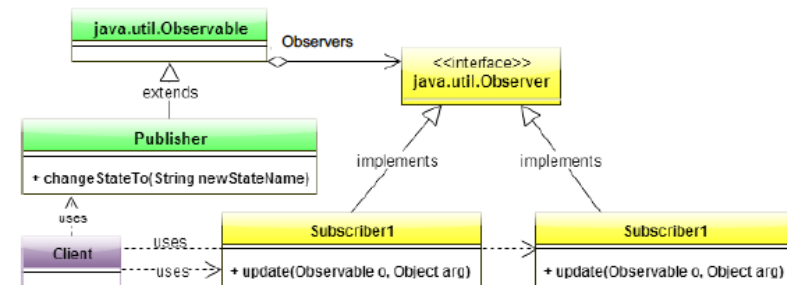 java.util.Observable
Observers
<<interface>>
java.util.Observer
extends
Publisher
+ changeStateTo(String newStateName)
implements
implements
uses
Client
uses
uses
Subscriber1
+ update(Observable o, Object arg)
Subscriber1
+ update(Observable o, Object arg)